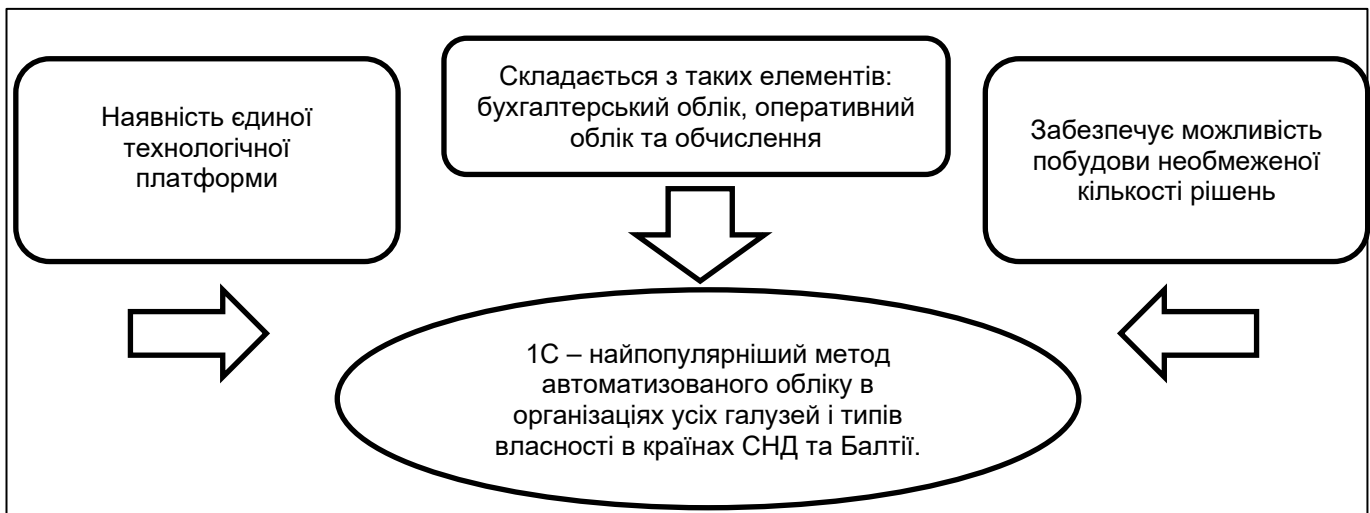 Наявність єдиної
технологічної
платформи
Складається з таких елементів:
бухгалтерський облік, оперативний
облік та обчислення
Забезпечує можливість
побудови необмеженої
кількості рішень
1С – найпопулярніший метод
автоматизованого обліку в
організаціях усіх галузей і типів
власності в країнах СНД та Балтії.